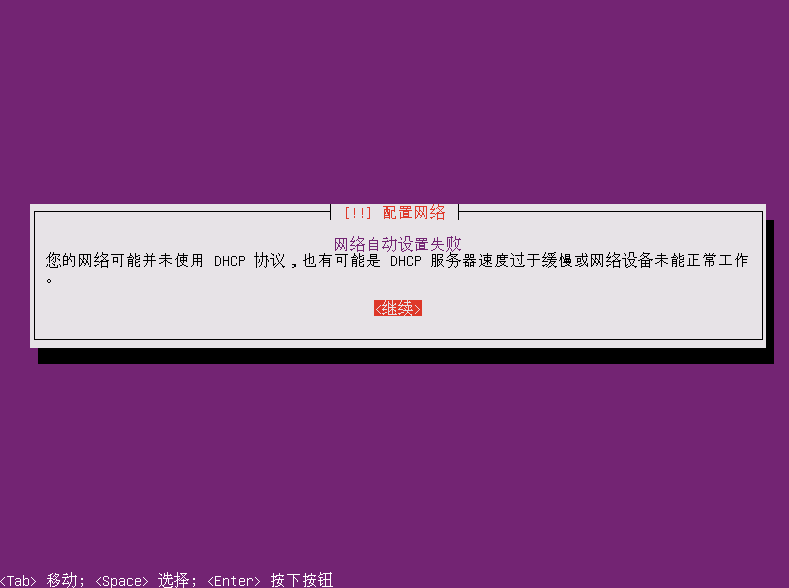 [!!] 配置网络
网络自动设置失败
您的网络可能并未使用 DHCP 协议，也有可能是 DHCP 服务器速度过于缓慢或网络设备未能正常工作
。
<继续>
<Tab> 移动; <Space> 选择; <Enter> 按下按钮